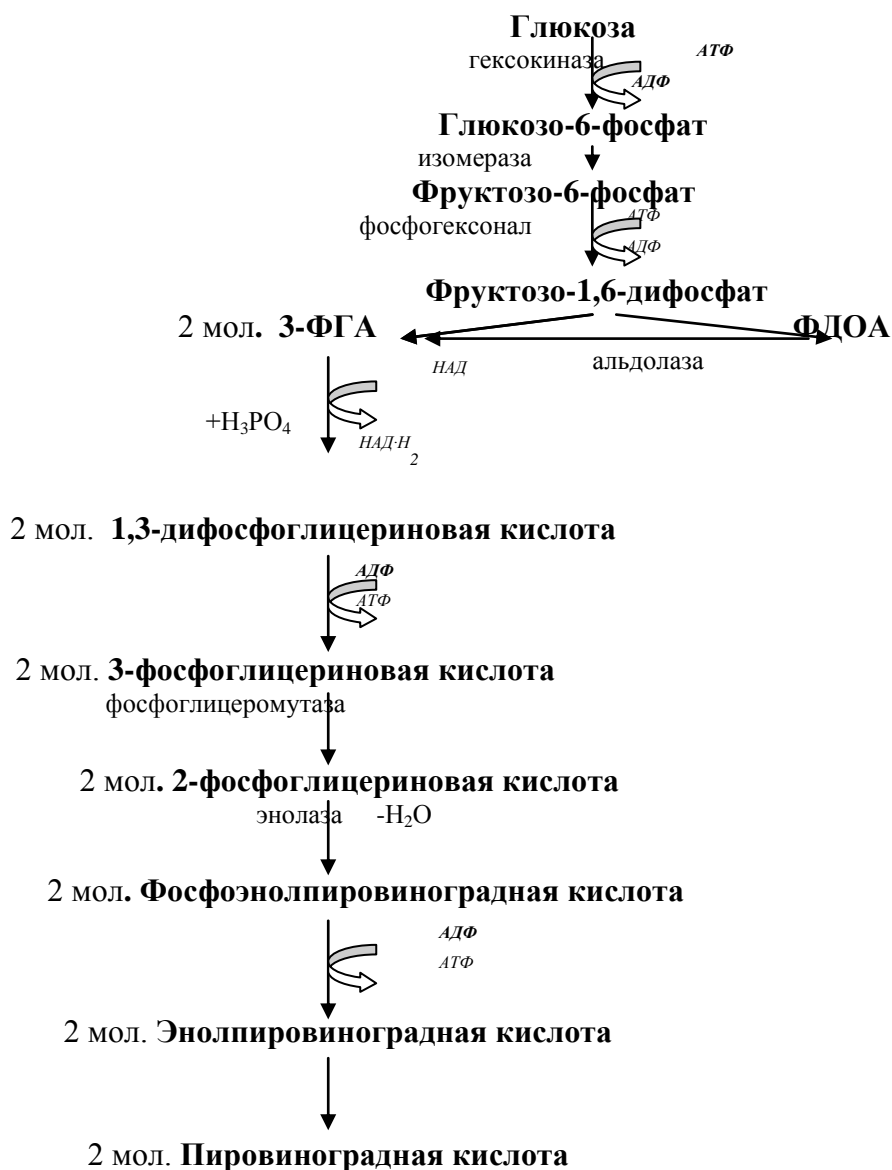 Глюкоза
гексокиназа АТФ
АДФ
Глюкозо-6-фосфат
изомераза
Фруктозо-6-фосфат
фосфогексонал АТФ
АДФ
Фруктозо-1,6-дифосфат
2 мол. 3-ФГА ФДОА
НАД альдолаза
+H₃PO₄ НАД·Н₂
2 мол. 1,3-дифосфоглицериновая кислота
АДФ
АТФ
2 мол. 3-фосфоглицериновая кислота
фосфоглицеромутаза
2 мол. 2-фосфоглицериновая кислота
энолаза -H₂O
2 мол. Фосфоэнолпировиноградная кислота
АДФ
АТФ
2 мол. Энолпировиноградная кислота
2 мол. Пировиноградная кислота